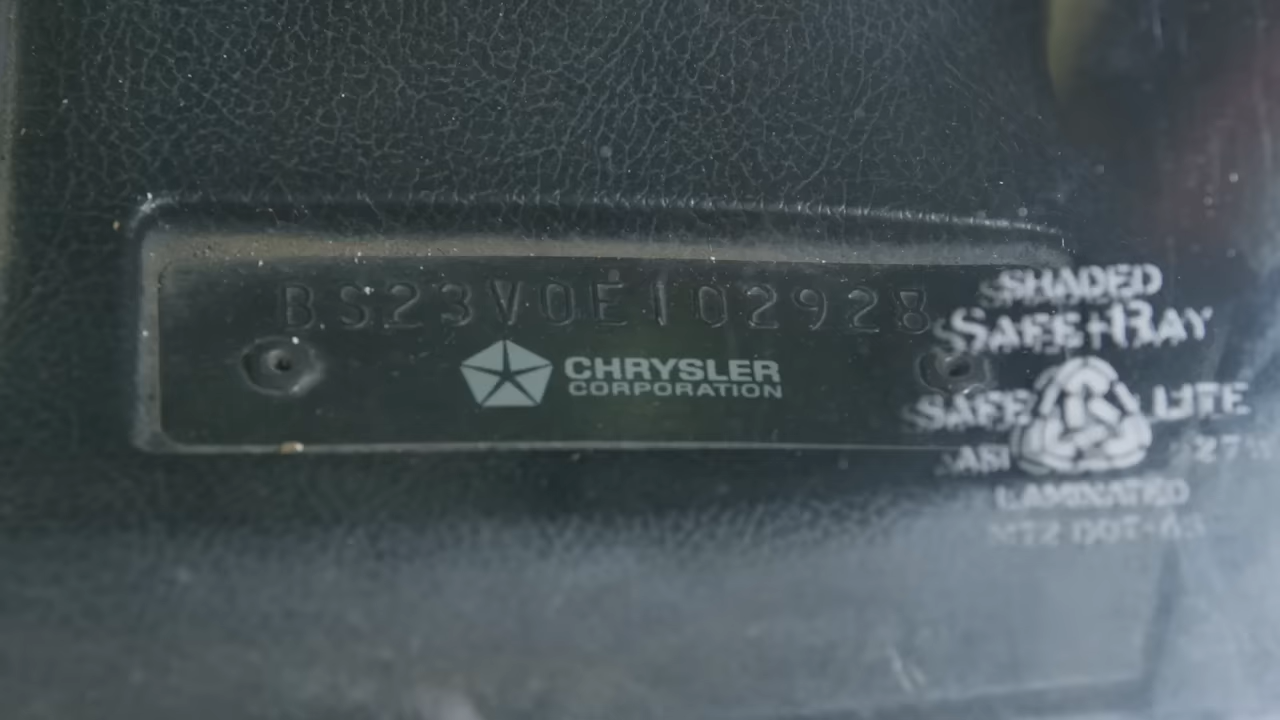 BS23V0E102928
CHRYSLER
CORPORATION
SHADED
SAFE+RAY
SAFE LITE
LAMINATED